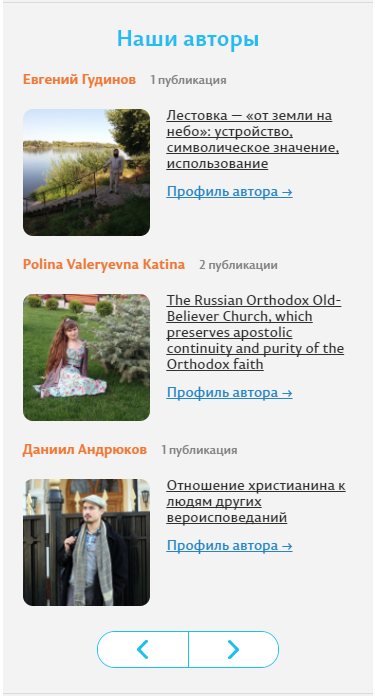 Наши авторы
Евгений Гудинов 1 публикация
Лестовка — «от земли на
небо»: устройство,
символическое значение,
использование
Профиль автора →
Polina Valeryevna Katina 2 публикации
The Russian Orthodox Old-
Believer Church, which
preserves apostolic
continuity and purity of the
Orthodox faith
Профиль автора →
Даниил Андрюков 1 публикация
Отношение христианина к
людям других
вероисповеданий
Профиль автора →